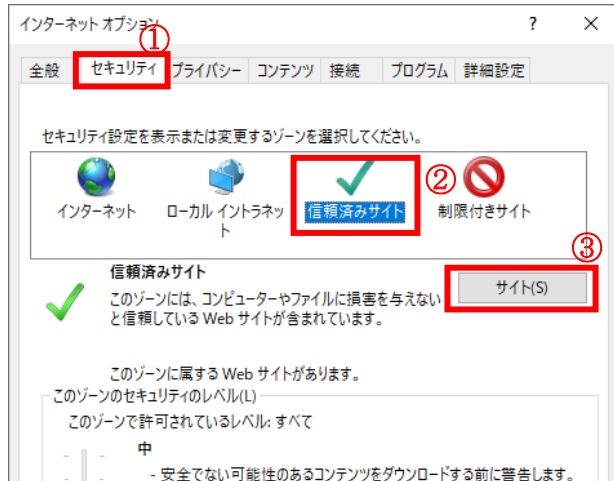 インターネット オプション ? ×
①
全般 セキュリティ プライバシー コンテンツ 接続 プログラム 詳細設定
セキュリティ設定を表示または変更するゾーンを選択してください。
②
インターネット ローカル イントラネッ 信頼済みサイト 制限付きサイト
ト
③
信頼済みサイト
サイト(S)
このゾーンには、コンピューターやファイルに損害を与えない
と信頼している Web サイトが含まれています。
このゾーンに属する Web サイトがあります。
このゾーンのセキュリティのレベル(L)
このゾーンで許可されているレベル: すべて
中
- 安全でない可能性のあるコンテンツをダウンロードする前に警告します。